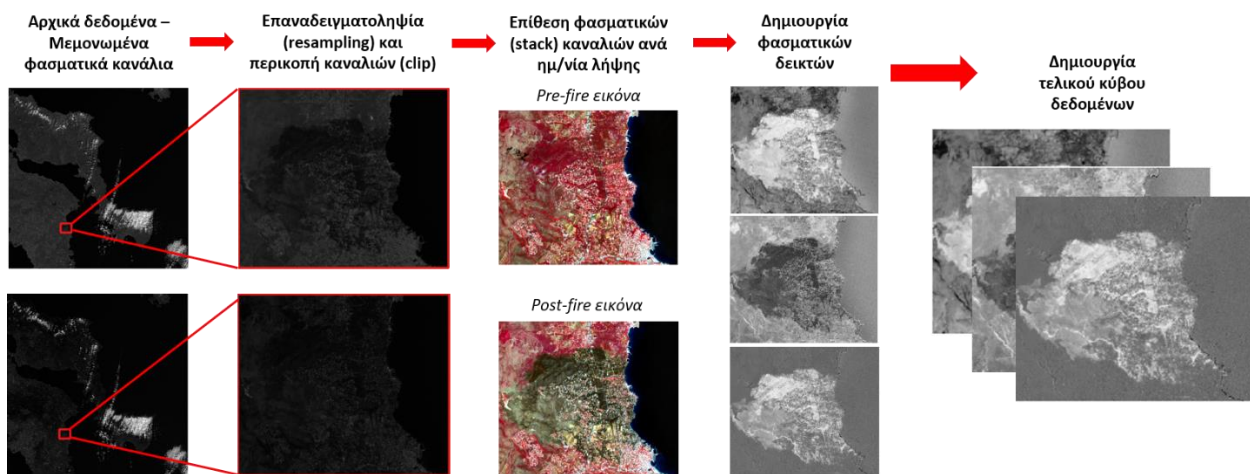 Αρχικά δεδομένα –
Μεμονωμένα
φασματικά κανάλια
Επαναδειγματοληψία
(resampling) και
περικοπή καναλιών (clip)
Επίθεση φασματικών
(stack) καναλιών ανά
ημ/νία λήψης
Δημιουργία
φασματικών
δεικτών
Δημιουργία
τελικού κύβου
δεδομένων
Pre-fire εικόνα
Post-fire εικόνα